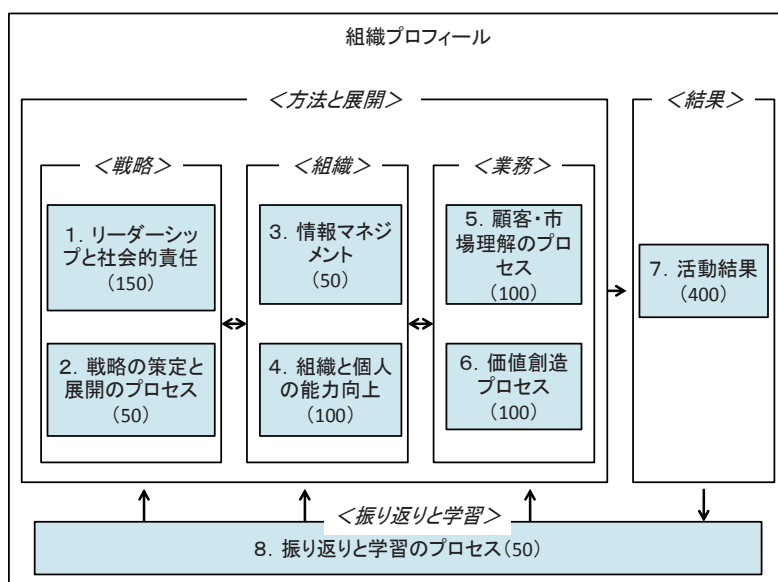 組織プロフィール
＜方法と展開＞
＜結果＞
＜戦略＞
＜組織＞
＜業務＞
1. リーダーシッ
プと社会的責任
(150)
2. 戦略の策定と
展開のプロセス
(50)
3. 情報マネジ
メント
(50)
4. 組織と個人
の能力向上
(100)
5. 顧客・市
場理解のプロ
セス
(100)
6. 価値創造
プロセス
(100)
7. 活動結果
(400)
＜振り返りと学習＞
8. 振り返りと学習のプロセス(50)